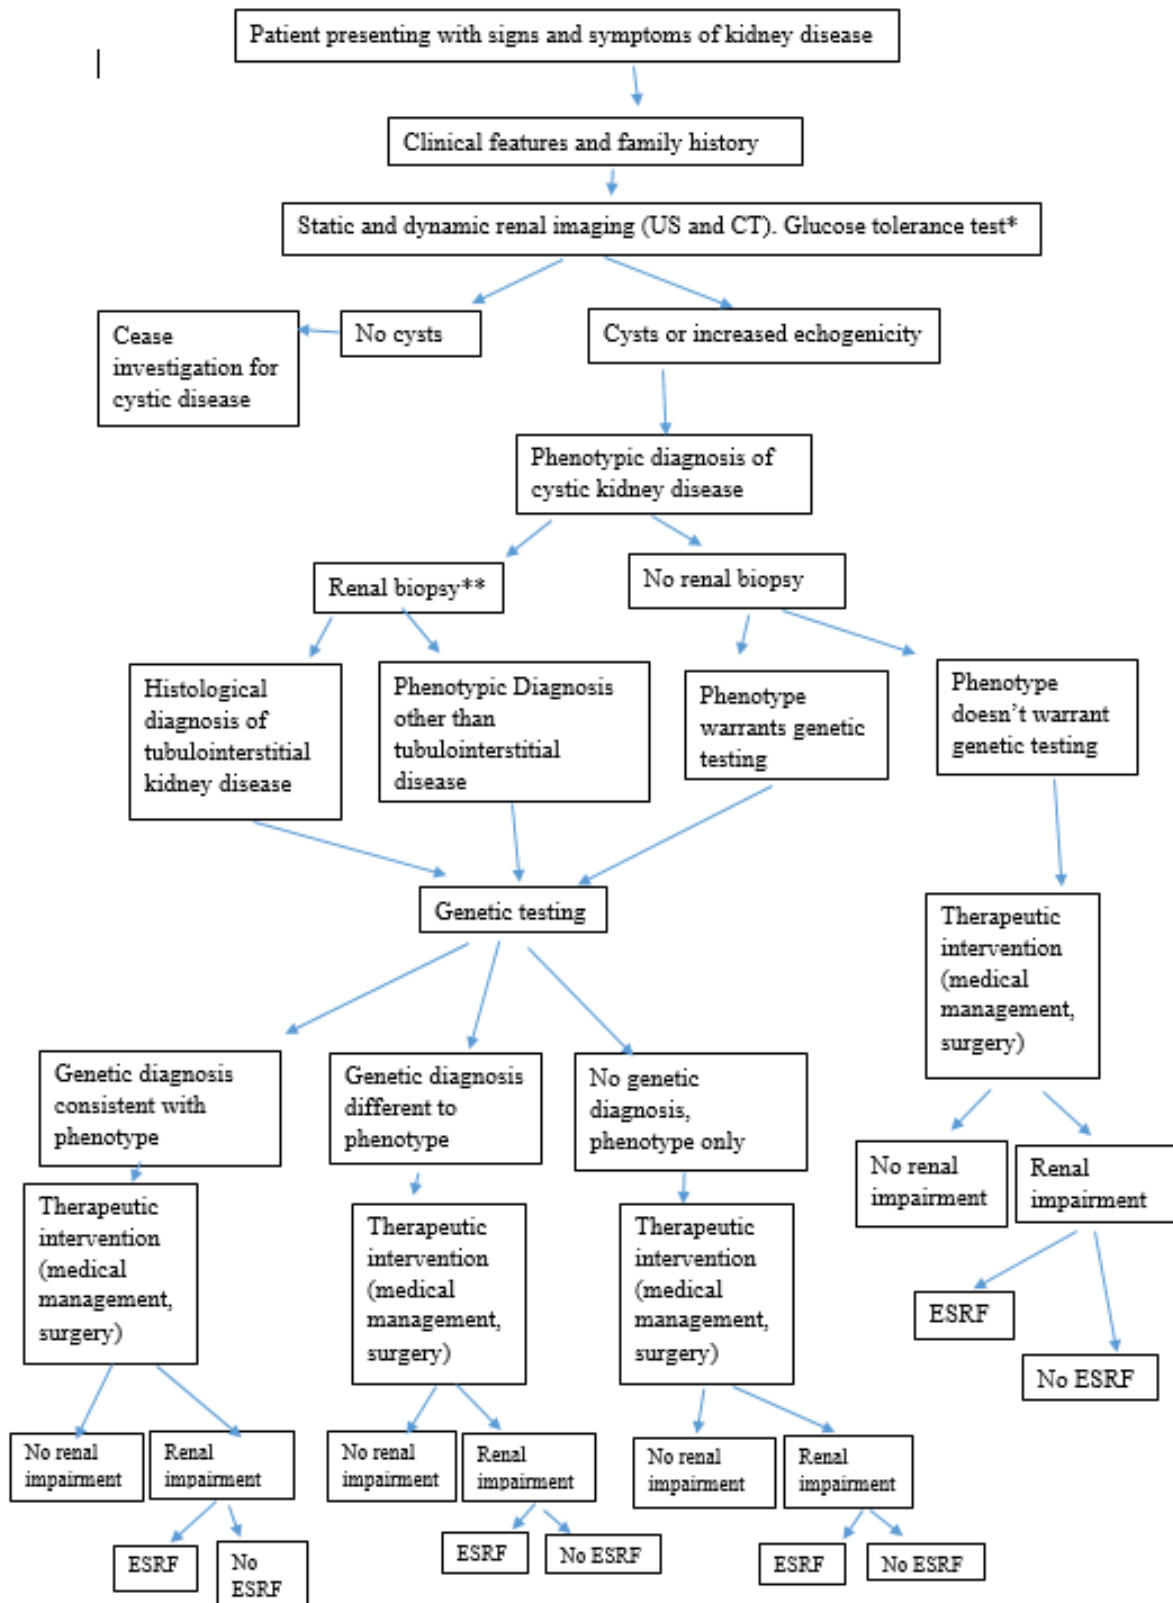 Patient presenting with signs and symptoms of kidney disease
Clinical features and family history
Static and dynamic renal imaging (US and CT). Glucose tolerance test*
Cease
investigation for
cystic disease
No cysts
Cysts or increased echogenicity
Phenotypic diagnosis of
cystic kidney disease
Renal biopsy**
No renal biopsy
Histological
diagnosis of
tubulointerstitial
kidney disease
Phenotypic Diagnosis
other than
tubulointerstitial
disease
Phenotype
warrants genetic
testing
Phenotype
doesn’t warrant
genetic testing
Genetic testing
Therapeutic
intervention
(medical
management,
surgery)
Genetic diagnosis
consistent with
phenotype
Genetic diagnosis
different to
phenotype
No genetic
diagnosis,
phenotype only
No renal
impairment
Renal
impairment
Therapeutic
intervention
(medical
management,
surgery)
Therapeutic
intervention
(medical
management,
surgery)
Therapeutic
intervention
(medical
management,
surgery)
ESRF
No ESRF
No renal
impairment
Renal
impairment
No renal
impairment
Renal
impairment
No renal
impairment
Renal
impairment
ESRF
No
ESRF
ESRF
No ESRF
ESRF
No ESRF